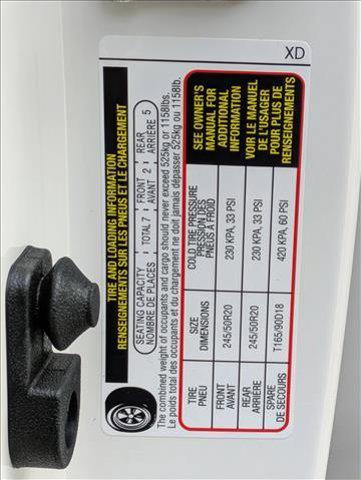 XD
TIRE AND LOADING INFORMATION
RENSEIGNEMENTS SUR LES PNEUS ET LE CHARGEMENT
SEATING CAPACITY TOTAL 7 FRONT 2 REAR 5
NOMBRE DE PLACES AVANT ARRIÈRE
The combined weight of occupants and cargo should never exceed 525kg or 1158lbs.
Le poids total des occupants et du chargement ne doit jamais dépasser 525kg ou 1158lb.
TIRE SIZE COLD TIRE PRESSURE
PNEU DIMENSIONS PRESSION DES
PNEUS À FROID
SEE OWNER'S
MANUAL FOR
ADDITIONAL
INFORMATION
VOIR LE MANUEL
DE L'USAGER
POUR PLUS DE
RENSEIGNEMENTS
FRONT 245/50R20 230 KPA, 33 PSI
AVANT
REAR 245/50R20 230 KPA, 33 PSI
ARRIÈRE
SPARE T165/90D18 420 KPA, 60 PSI
DE SECOURS